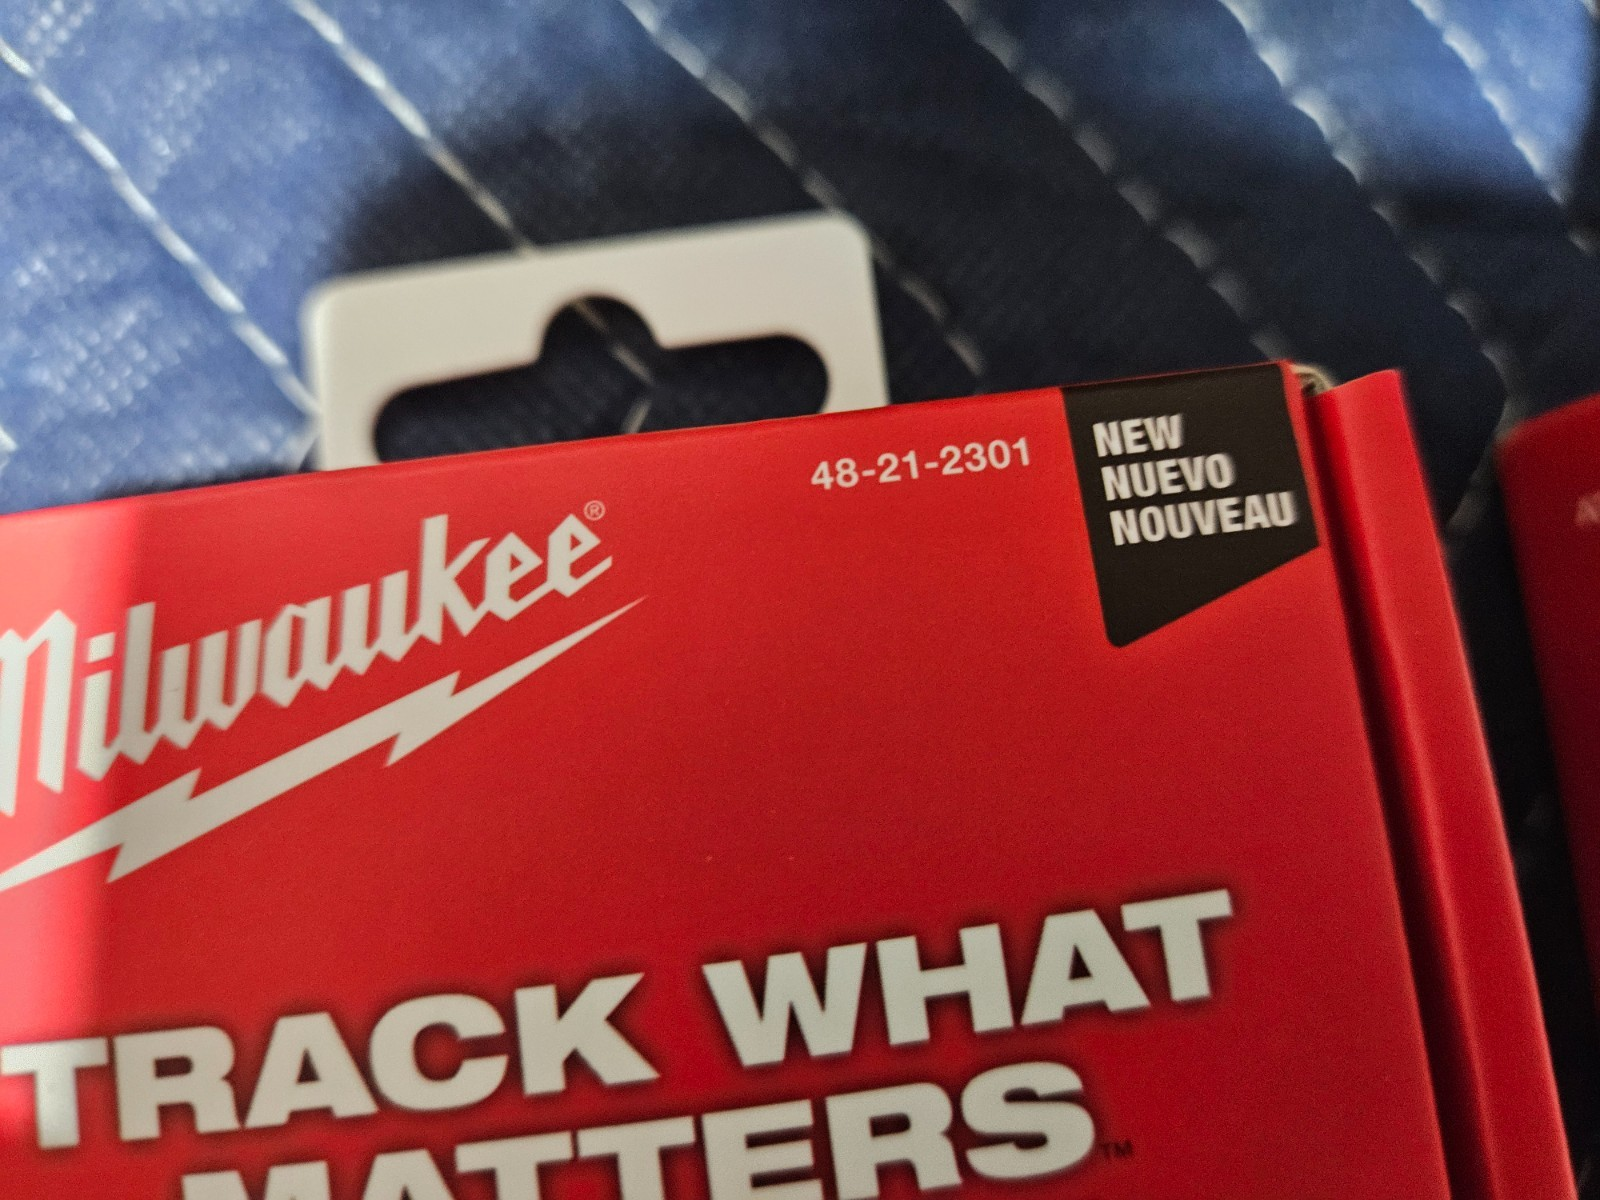 48-21-2301
NEW
NUEVO
NOUVEAU
Milwaukee®
TRACK WHAT
MATTERS™